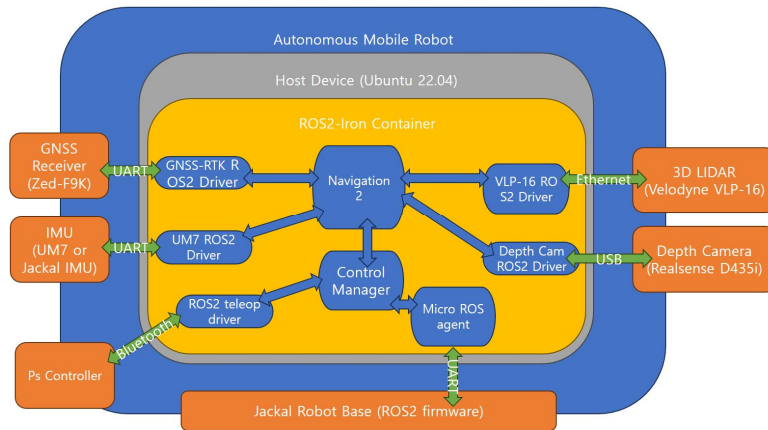 Autonomous Mobile Robot
Host Device (Ubuntu 22.04)
ROS2-Iron Container
GNSS
Receiver
(Zed-F9K)
UART
GNSS-RTK R
OS2 Driver
Navigation
2
VLP-16 RO
S2 Driver
Ethernet
3D LIDAR
(Velodyne VLP-16)
IMU
(UM7 or
Jackal IMU)
UART
UM7 ROS2
Driver
Depth Cam
ROS2 Driver
USB
Depth Camera
(Realsense D435i)
Control
Manager
ROS2 teleop
driver
Micro ROS
agent
Bluetooth
Ps Controller
UART
Jackal Robot Base (ROS2 firmware)